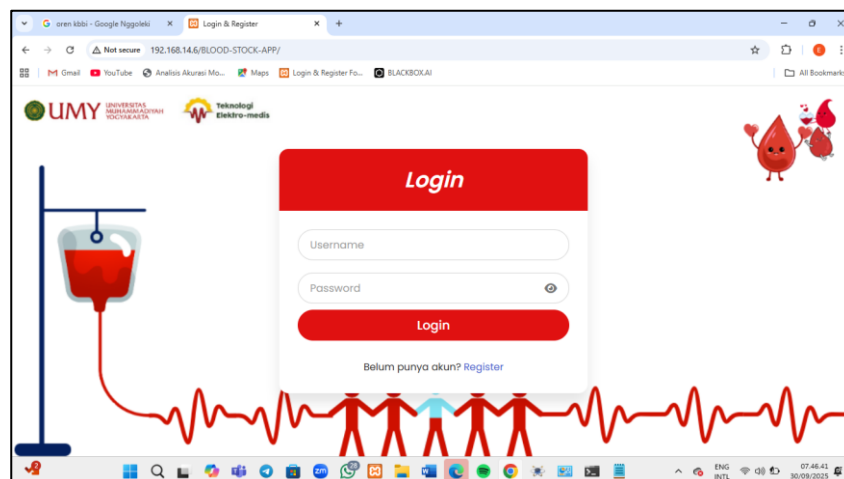 oren kbbi - Google Nggoleki
Login & Register
Not secure 192.168.14.6/BLOOD-STOCK-APP/
Gmail YouTube Analisis Akurasi Mo... Maps Login & Register Fo... BLACKBOX.AI All Bookmarks
UMY UNIVERSITAS MUHAMMADIYAH YOGYAKARTA
Teknologi
Elektro-medis
Login
Username
Password
Login
Belum punya akun? Register
ENG
INTL
07.46.41
30/09/2025